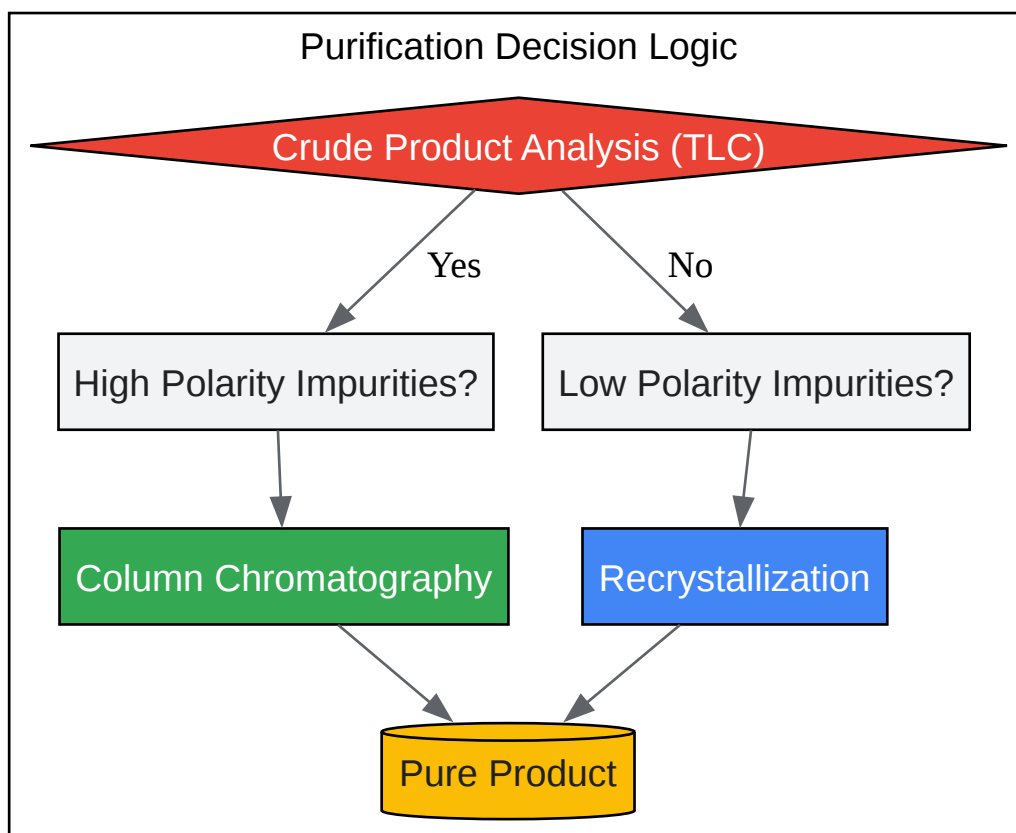 Purification Decision Logic
Crude Product Analysis (TLC)
Yes
No
High Polarity Impurities?
Low Polarity Impurities?
Column Chromatography
Recrystallization
Pure Product